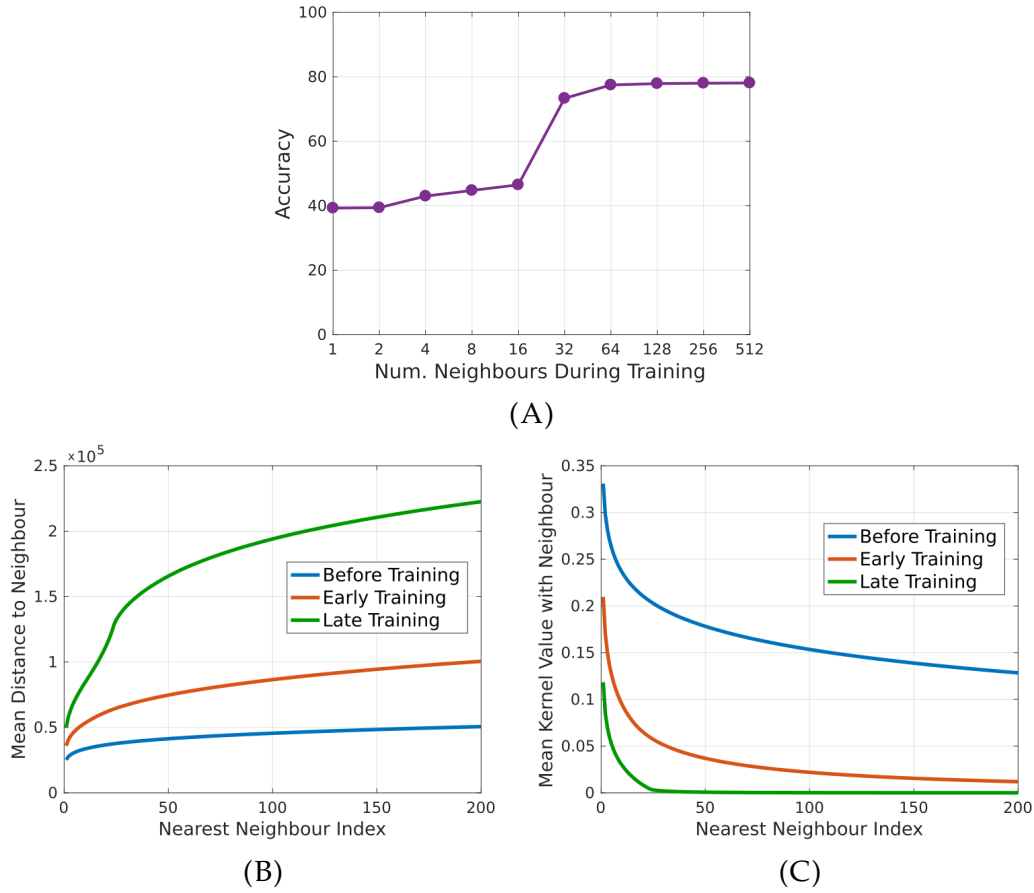 100
80
60
40
20
0
Accuracy
1 2 4 8 16 32 64 128 256 512
Num. Neighbours During Training
(A)
×10⁵
2.5
2
1.5
1
0.5
0
Mean Distance to Neighbour
Before Training
Early Training
Late Training
0 50 100 150 200
Nearest Neighbour Index
(B)
0.35
0.3
0.25
0.2
0.15
0.1
0.05
0
Mean Kernel Value with Neighbour
Before Training
Early Training
Late Training
0 50 100 150 200
Nearest Neighbour Index
(C)